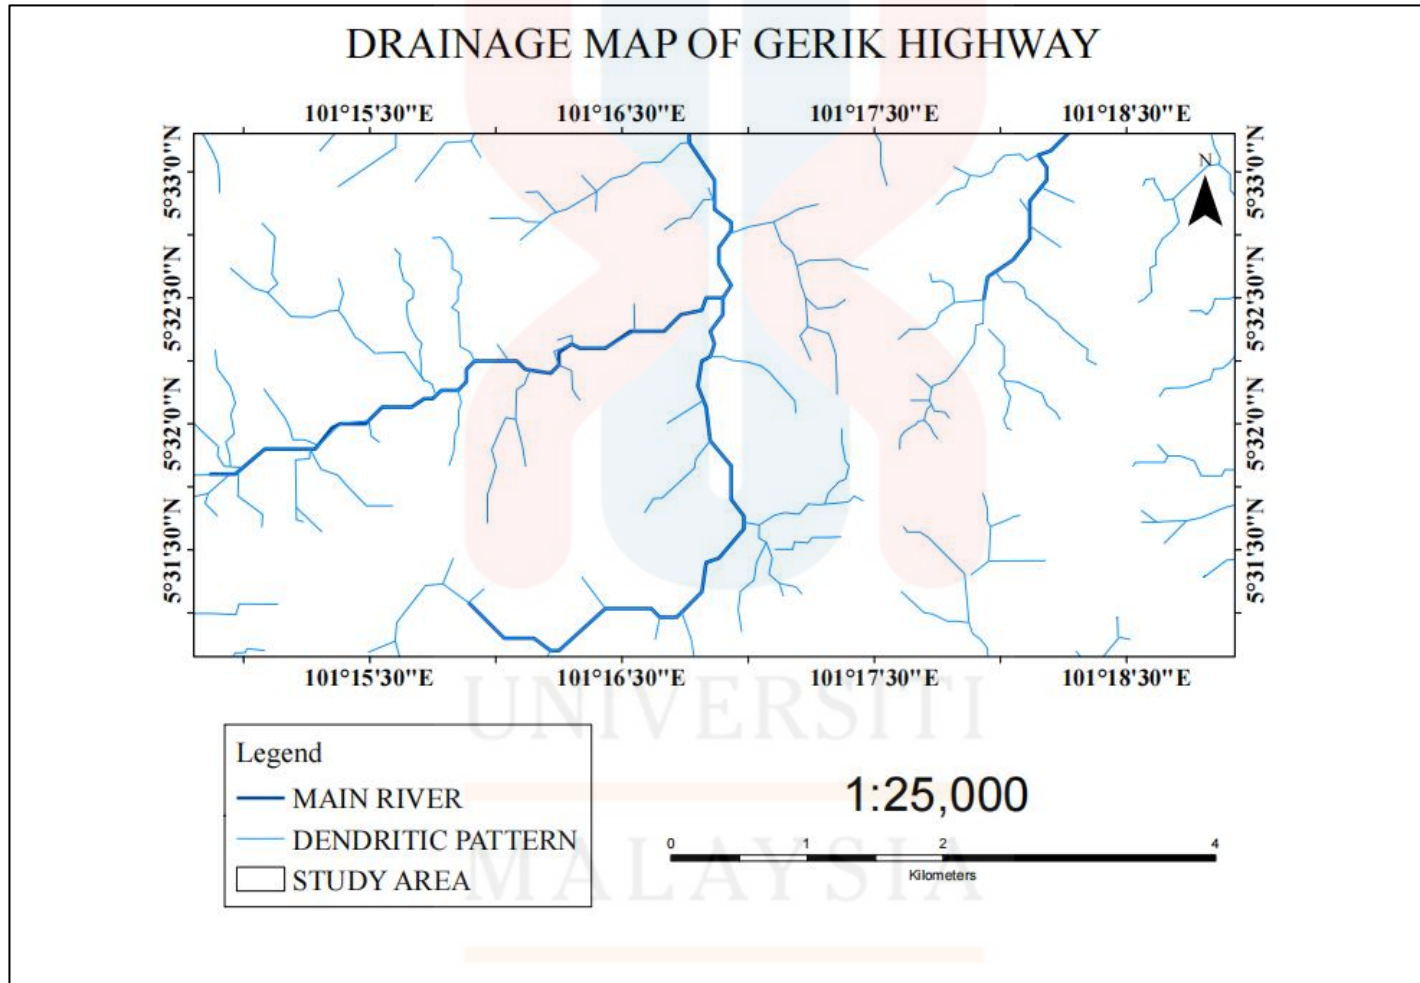 DRAINAGE MAP OF GERIK HIGHWAY
101°15'30"E 101°16'30"E 101°17'30"E 101°18'30"E
5°33'0"N 5°33'0"N
N
5°32'30"N 5°32'30"N
5°32'0"N 5°32'0"N
5°31'30"N 5°31'30"N
101°15'30"E 101°16'30"E 101°17'30"E 101°18'30"E
UNIVERSITI
Legend
MAIN RIVER
DENDRITIC PATTERN
STUDY AREA
1:25,000
0 1 2 4
Kilometers
MALAYSIA